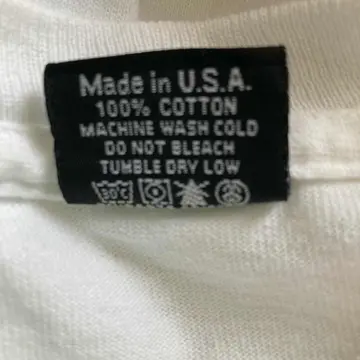 Made in U.S.A.
100% COTTON
MACHINE WASH COLD
DO NOT BLEACH
TUMBLE DRY LOW